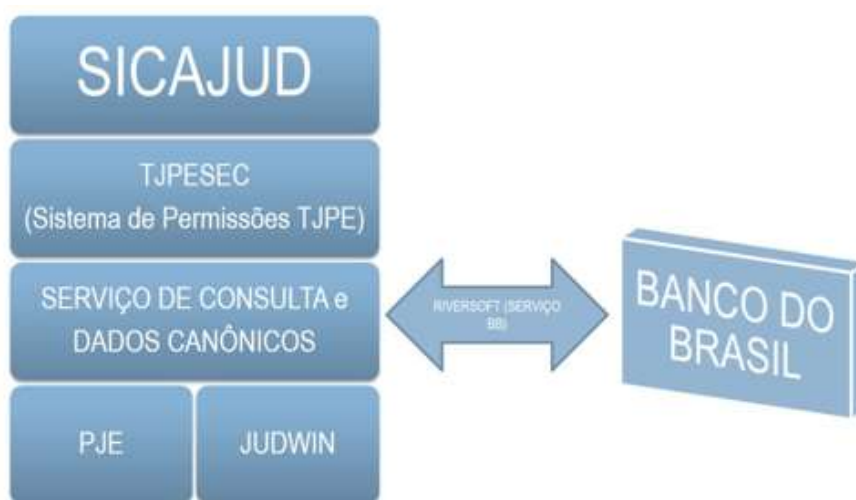 SICAJUD
TJPESEC
(Sistema de Permissões TJPE)
SERVIÇO DE CONSULTA e
DADOS CANÔNICOS
PJE
JUDWIN
RIVERSOFT (SERVIÇO
BB)
BANCO DO
BRASIL